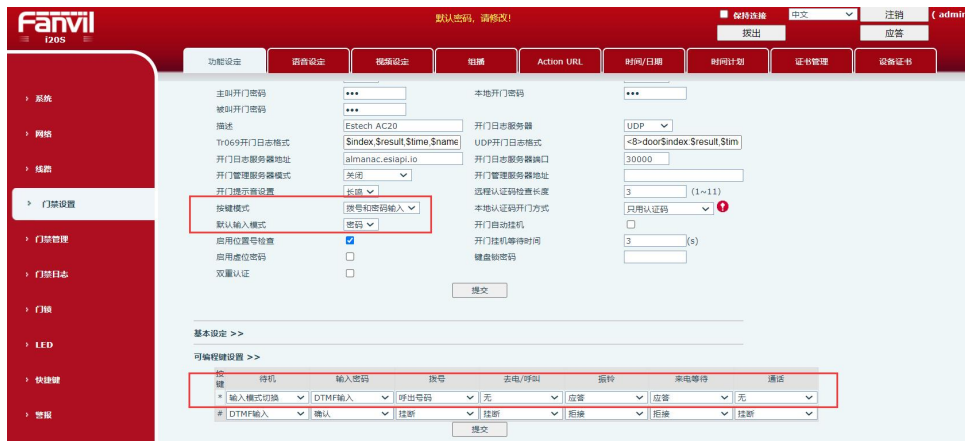 Fanvil
i20S
默认密码，请修改!
保持连接 中文 注销 ( admin
拨出 应答
功能设定 语音设定 视频设定 组播 Action URL 时间/日期 时间计划 证书管理 设备证书
› 系统
› 网络
› 线路
› 门禁设置
› 门禁管理
› 门禁日志
› 门锁
› LED
› 快捷键
› 警报
主叫开门密码 ••• 本地开门密码 •••
被叫开门密码 •••
描述 Estech AC20 开门日志服务器 UDP
Tr069开门日志格式 $index,$result,$time,$name UDP开门日志格式 <8>door$index:$result,$tim
开门日志服务器地址 almanac.esiapi.io 开门日志服务器端口 30000
开门管理服务器模式 关闭 开门管理服务器地址
开门提示音设置 长鸣 远程认证码检查长度 3 (1~11)
按键模式 拨号和密码输入 本地认证码开门方式 只用认证码
默认输入模式 密码 开门自动挂机
启用位置号检查 开门挂机等待时间 3 (s)
启用虚位密码 键盘锁密码
双重认证
提交
基本设定 >>
可编程键设置 >>
按键 待机 输入密码 拨号 去电/呼叫 振铃 来电等待 通话
* 输入模式切换 DTMF输入 呼出号码 无 应答 应答 无
# DTMF输入 确认 挂断 挂断 拒接 拒接 挂断
提交